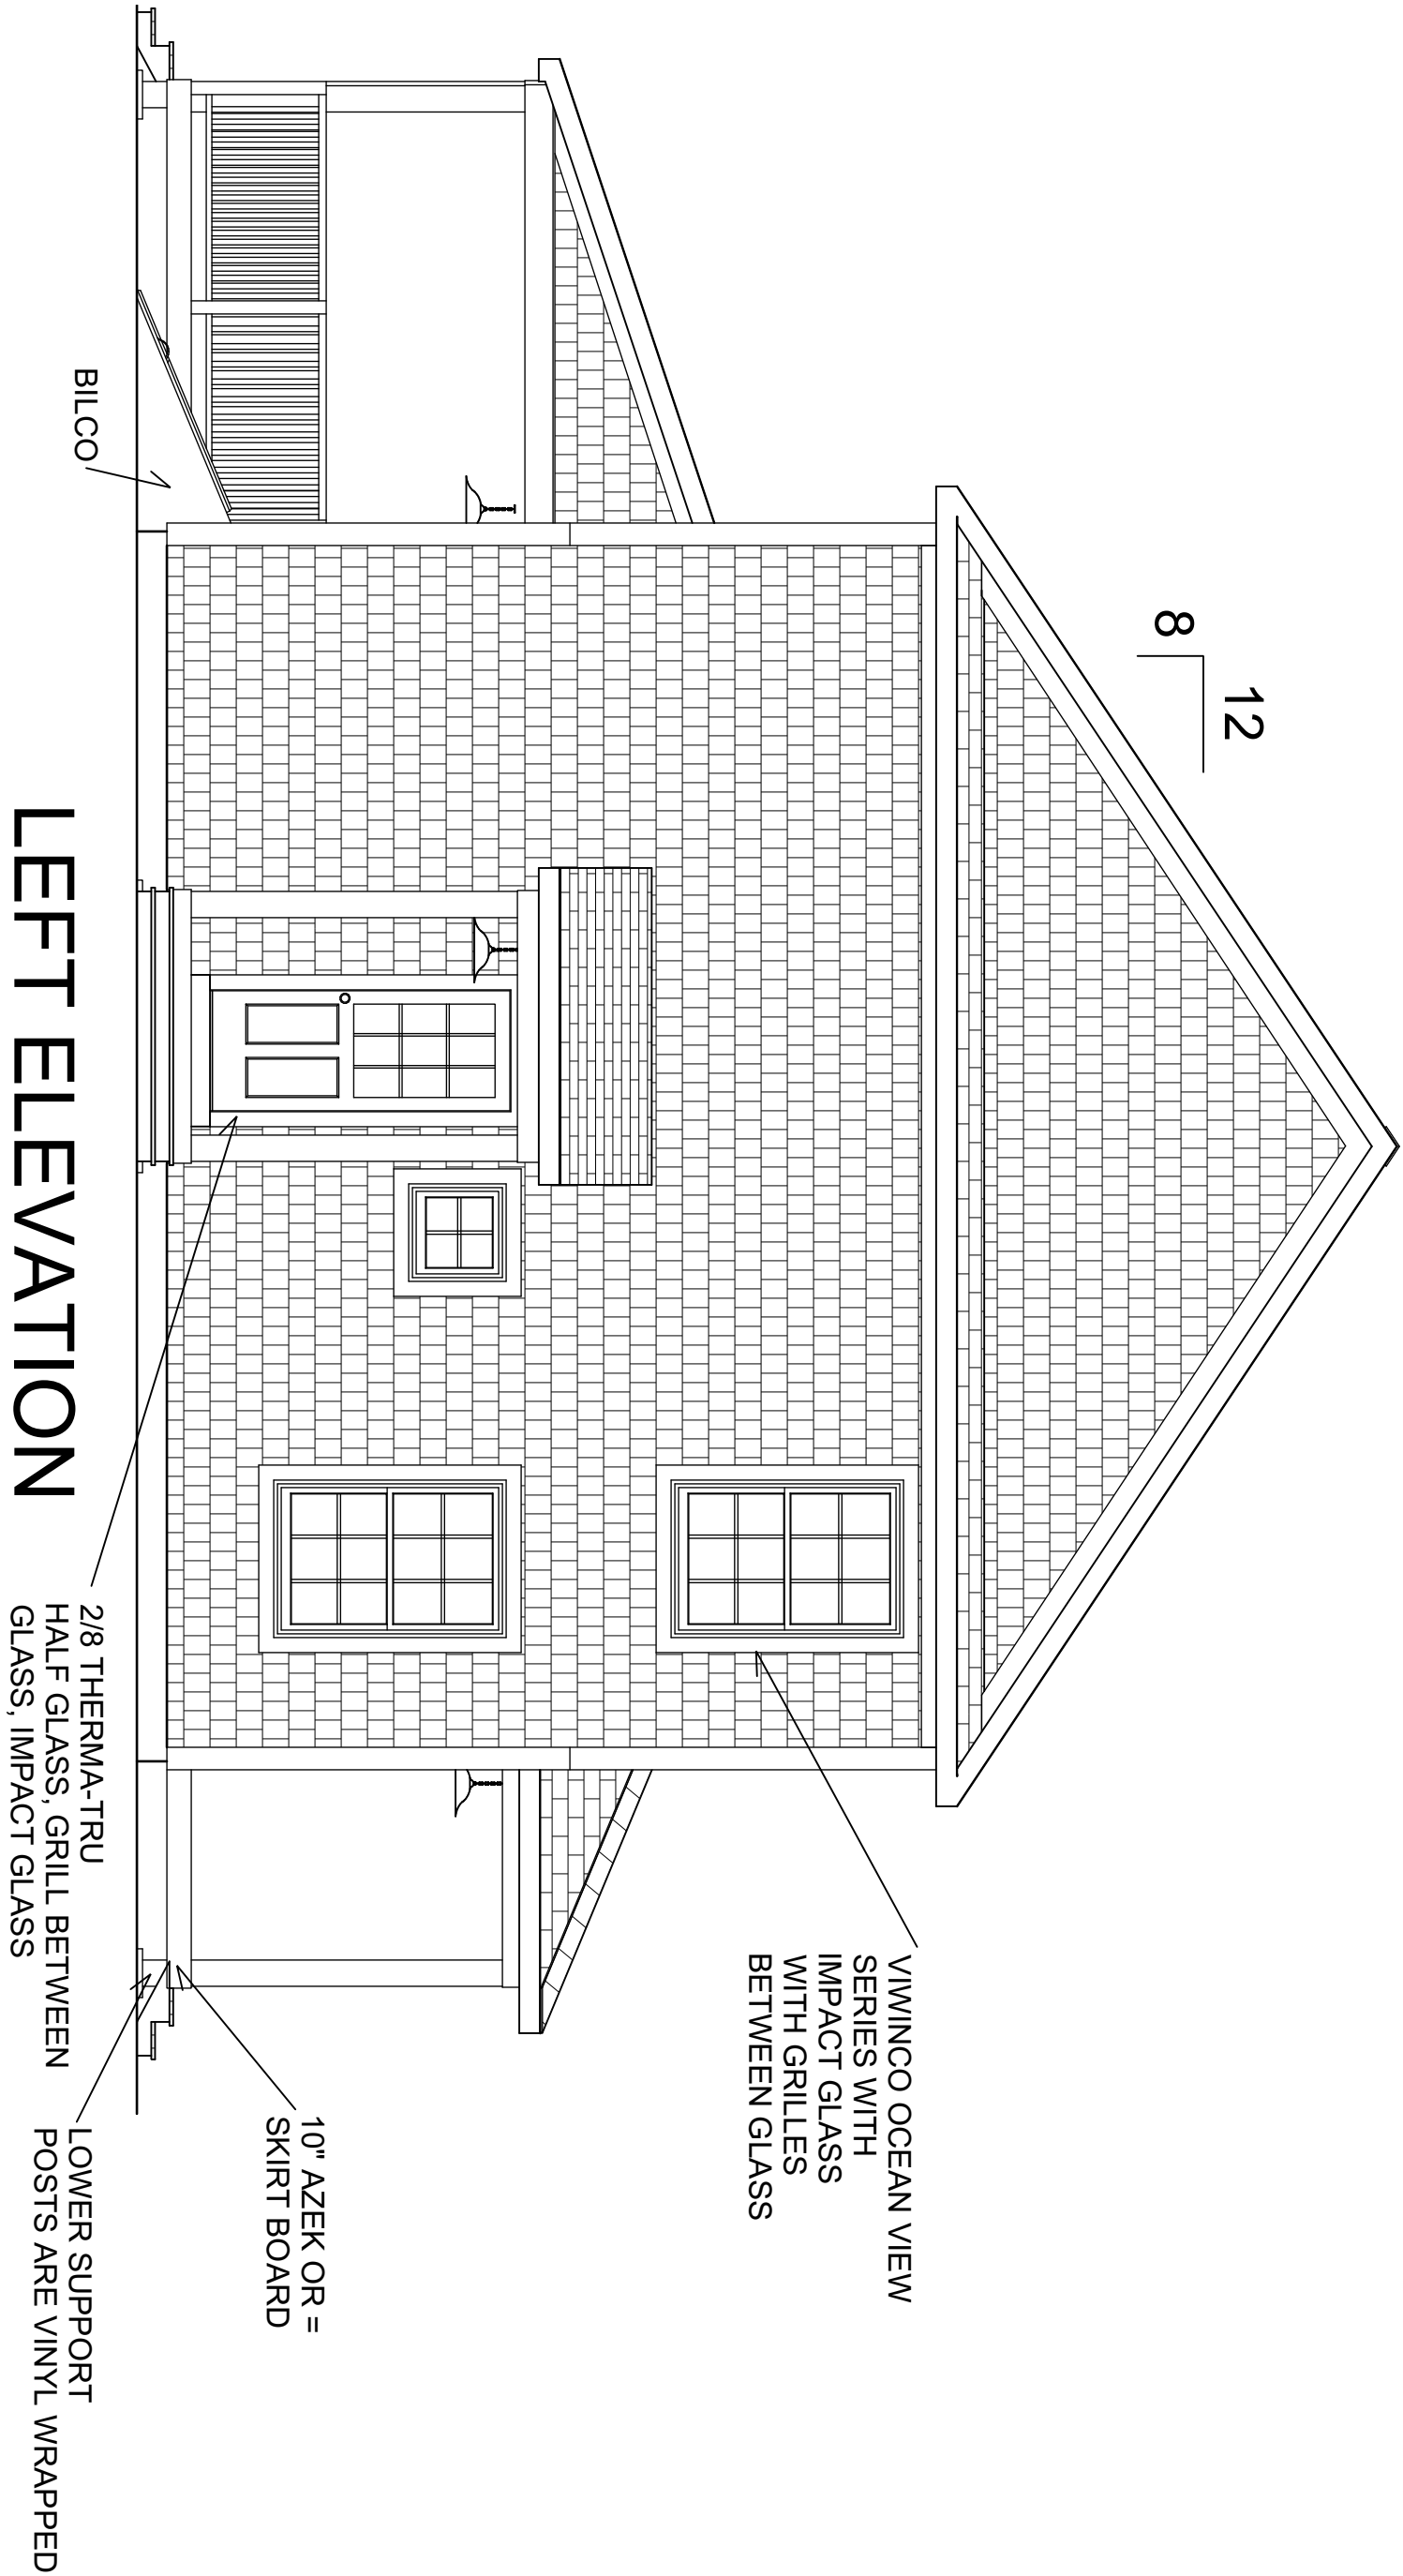 12
8
VIWINCO OCEAN VIEW
SERIES WITH
IMPACT GLASS
WITH GRILLES
BETWEEN GLASS
10" AZEK OR =
SKIRT BOARD
BILCO
2/8 THERMA-TRU
HALF GLASS, GRILL BETWEEN
GLASS, IMPACT GLASS
LOWER SUPPORT
POSTS ARE VINYL WRAPPED
LEFT ELEVATION